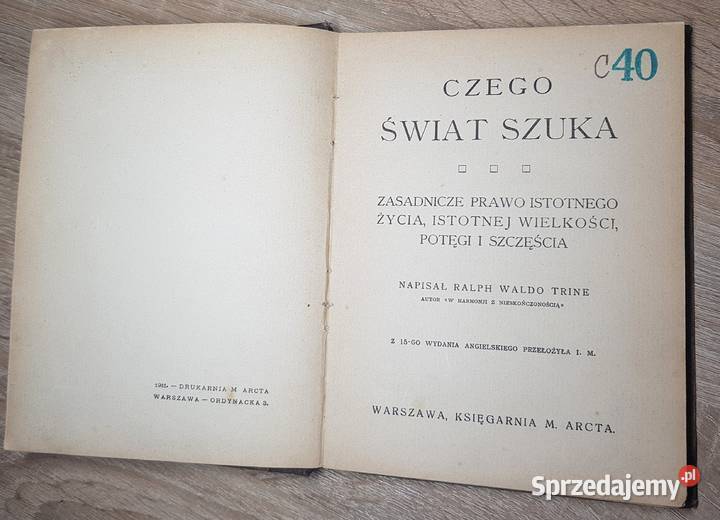 1911. — DRUKARNIA M. ARCTA
WARSZAWA — ORDYNACKA 3.
C40
CZEGO
ŚWIAT SZUKA
ZASADNICZE PRAWO ISTOTNEGO
ŻYCIA, ISTOTNEJ WIELKOŚCI,
POTĘGI I SZCZĘŚCIA
NAPISAŁ RALPH WALDO TRINE
AUTOR «W HARMONJI Z NIESKOŃCZONOŚCIĄ»
Z 15-GO WYDANIA ANGIELSKIEGO PRZEŁOŻYŁA I. M.
WARSZAWA, KSIĘGARNIA M. ARCTA.
Sprzedajemy.pl